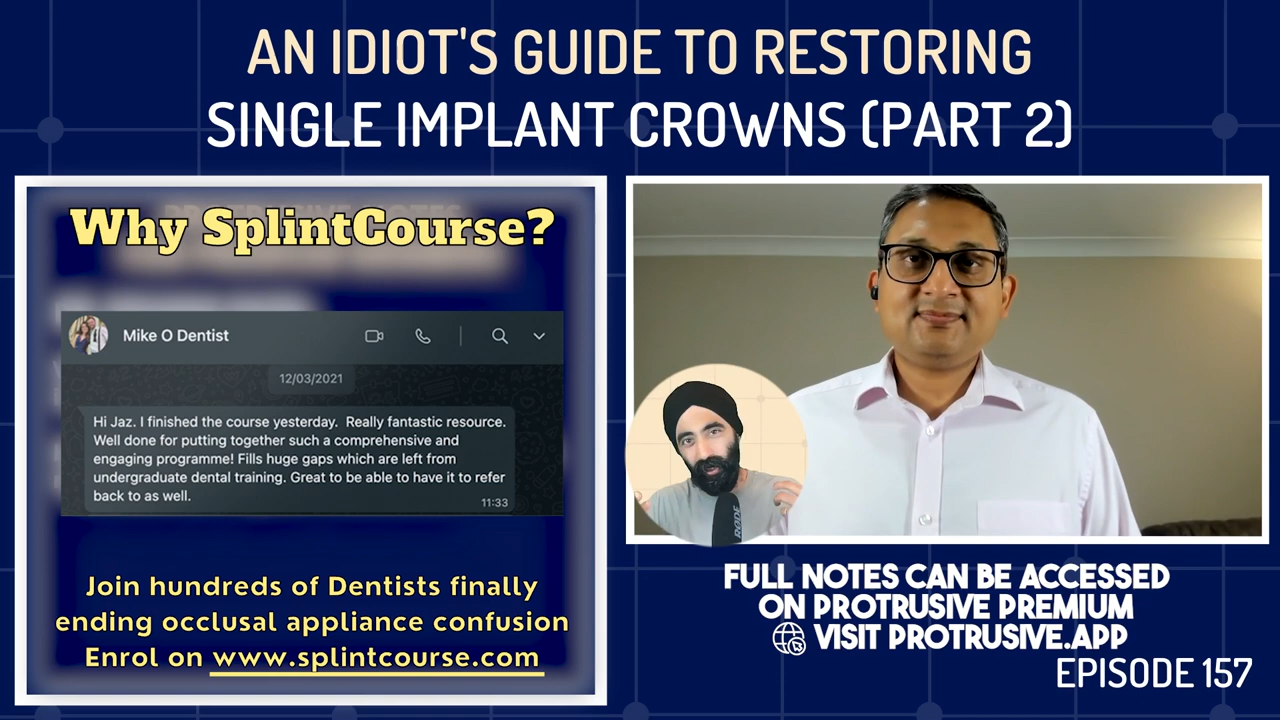 AN IDIOT'S GUIDE TO RESTORING
SINGLE IMPLANT CROWNS (PART 2)
Why SplintCourse?
Mike O Dentist
12/03/2021
Hi Jaz. I finished the course yesterday. Really fantastic resource.
Well done for putting together such a comprehensive and
engaging programme! Fills huge gaps which are left from
undergraduate dental training. Great to be able to have it to refer
back to as well.
11:33
Join hundreds of Dentists finally
ending occlusal appliance confusion
Enrol on www.splintcourse.com
RODE
FULL NOTES CAN BE ACCESSED
ON PROTRUSIVE PREMIUM
VISIT PROTRUSIVE.APP
EPISODE 157